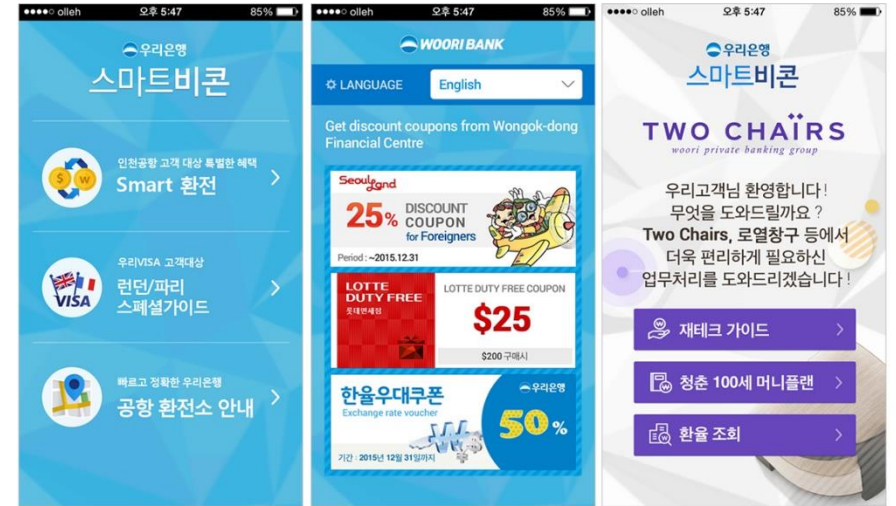 olleh 오후 5:47 85%
우리은행
스마트비콘
인천공항 고객 대상 특별한 혜택
Smart 환전
우리VISA 고객대상
런던/파리
스페셜가이드
VISA
빠르고 정확한 우리은행
공항 환전소 안내
olleh 오후 5:47 85%
WOORI BANK
LANGUAGE English
Get discount coupons from Wongok-dong
Financial Centre
Seoulland
25% DISCOUNT
COUPON
for Foreigners
Period : ~2015.12.31
LOTTE
DUTY FREE
롯데면세점
LOTTE DUTY FREE COUPON
$25
$200 구매시
한율우대쿠폰
Exchange rate voucher
우리은행
50%
기간 : 2015년 12월 31일까지
olleh 오후 5:47 85%
우리은행
스마트비콘
TWO CHAÏRS
woori private banking group
우리고객님 환영합니다!
무엇을 도와드릴까요 ?
Two Chairs, 로열창구 등에서
더욱 편리하게 필요하신
업무처리를 도와드리겠습니다 !
재테크 가이드
청춘 100세 머니플랜
환율 조회